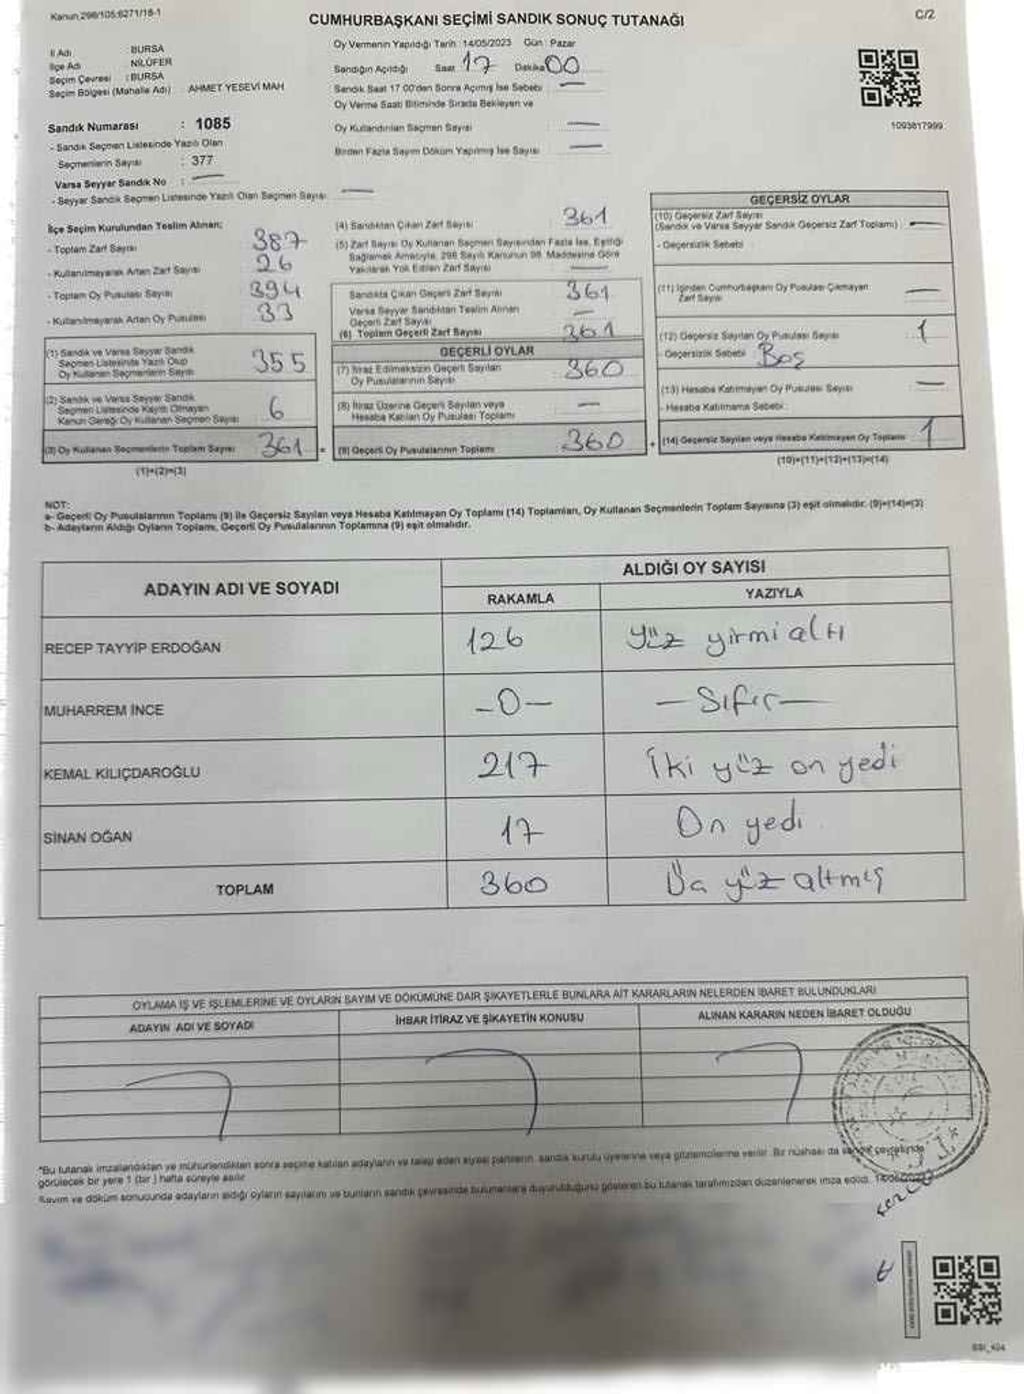 Kanun:298/105:6271/18-1
C/2
CUMHURBAŞKANI SEÇİMİ SANDIK SONUÇ TUTANAĞI
İl Adı : BURSA
İlçe Adı : NİLÜFER
Seçim Çevresi : BURSA
Seçim Bölgesi (Mahalle Adı) : AHMET YESEVİ MAH
Sandık Numarası : 1085
- Sandık Seçmen Listesinde Yazılı Olan
Seçmenlerin Sayısı : 377
Varsa Seyyar Sandık No : —
- Seyyar Sandık Seçmen Listesinde Yazılı Olan Seçmen Sayısı —
Oy Vermenin Yapıldığı Tarih :14/05/2023 Gün : Pazar
Sandığın Açıldığı Saat 17 Dakika 00
Sandık Saat 17:00'den Sonra Açımış İse Sebebi —
Oy Verme Saati Bitiminde Sırada Bekleyen ve
Oy Kullandırılan Seçmen Sayısı —
Birden Fazla Sayım Döküm Yapılmış İse Sayısı —
1093817999
İlçe Seçim Kurulundan Teslim Alınan;
- Toplam Zarf Sayısı 387
- Kullanılmayarak Artan Zarf Sayısı 26
- Toplam Oy Pusulası Sayısı 394
- Kullanılmayarak Artan Oy Pusulası 33
(1) Sandık ve Varsa Seyyar Sandık
Seçmen Listesinde Yazılı Olup
Oy Kullanan Seçmenlerin Sayısı 355
(2) Sandık ve Varsa Seyyar Sandık
Seçmen Listesinde Kayıtlı Olmayan
Kanun Gereği Oy Kullanan Seçmen Sayısı 6
(3) Oy Kullanan Seçmenlerin Toplam Sayısı 361
(1)+(2)=(3)
(4) Sandıktan Çıkan Zarf Sayısı 361
(5) Zarf Sayısı Oy Kullanan Seçmen Sayısından Fazla İse, Eşitliği
Sağlamak Amacıyla, 298 Sayılı Kanunun 98. Maddesine Göre
Yakılarak Yok Edilen Zarf Sayısı —
Sandıkta Çıkan Geçerli Zarf Sayısı 361
Varsa Seyyar Sandıktan Teslim Alınan
Geçerli Zarf Sayısı —
(6) Toplam Geçerli Zarf Sayısı 361
GEÇERLİ OYLAR
(7) İtiraz Edilmeksizin Geçerli Sayılan
Oy Pusulalarının Sayısı 360
(8) İtiraz Üzerine Geçerli Sayılan veya
Hesaba Katılan Oy Pusulası Toplamı —
= (9) Geçerli Oy Pusulalarının Toplamı 360
GEÇERSİZ OYLAR
(10) Geçersiz Zarf Sayısı
(Sandık ve Varsa Seyyar Sandık Geçersiz Zarf Toplamı) —
- Geçersizlik Sebebi
(11) İçinden Cumhurbaşkanı Oy Pusulası Çıkmayan
Zarf Sayısı —
(12) Geçersiz Sayılan Oy Pusulası Sayısı 1
- Geçersizlik Sebebi : Boş
(13) Hesaba Katılmayan Oy Pusulası Sayısı —
- Hesaba Katılmama Sebebi:
+ (14) Geçersiz Sayılan veya Hesaba Katılmayan Oy Toplamı 1
(10)+(11)+(12)+(13)=(14)
NOT:
a- Geçerli Oy Pusulalarının Toplamı (9) ile Geçersiz Sayılan veya Hesaba Katılmayan Oy Toplamı (14) Toplamları, Oy Kullanan Seçmenlerin Toplam Sayısına (3) eşit olmalıdır. (9)+(14)=(3)
b- Adayların Aldığı Oyların Toplamı, Geçerli Oy Pusulalarının Toplamına (9) eşit olmalıdır.
ADAYIN ADI VE SOYADI
ALDIĞI OY SAYISI
RAKAMLA YAZIYLA
RECEP TAYYİP ERDOĞAN 126 Yüz yirmi altı
MUHARREM İNCE -0- - Sıfır -
KEMAL KILIÇDAROĞLU 217 İki yüz on yedi
SİNAN OĞAN 17 On yedi
TOPLAM 360 Üç yüz altmış
OYLAMA İŞ VE İŞLEMLERİNE VE OYLARIN SAYIM VE DÖKÜMÜNE DAİR ŞİKAYETLERLE BUNLARA AİT KARARLARIN NELERDEN İBARET BULUNDUKLARI
ADAYIN ADI VE SOYADI İHBAR İTİRAZ VE ŞİKAYETİN KONUSU ALINAN KARARIN NEDEN İBARET OLDUĞU
*Bu tutanak imzalandıktan ve mühürlendikten sonra seçime katılan adayların ve talep eden siyasi partilerin, sandık kurulu üyelerine veya gözlemcilerine verilir. Bir nüshası da sandık çevresinde
görülecek bir yere 1 (bir) hafta süreyle asılır.
Sayım ve döküm sonucunda adayların aldığı oyların sayılarını ve bunların sandık çevresinde bulunanlara duyurulduğunu gösteren bu tutanak tarafımızdan düzenlenerek imza edildi.